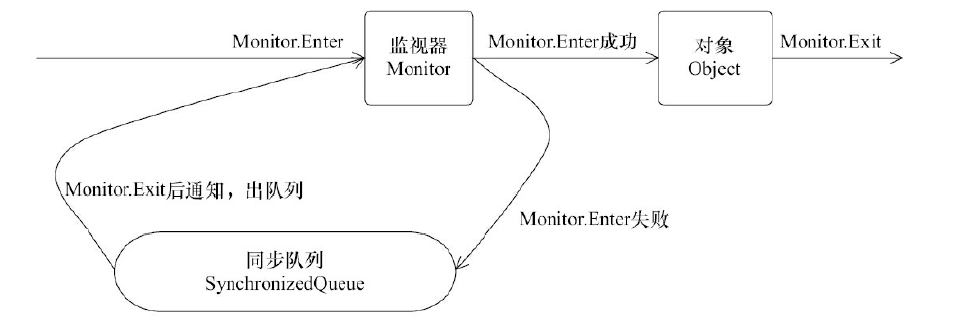 Monitor.Enter
监视器
Monitor
Monitor.Enter成功
对象
Object
Monitor.Exit
Monitor.Exit后通知，出队列
Monitor.Enter失败
同步队列
SynchronizedQueue